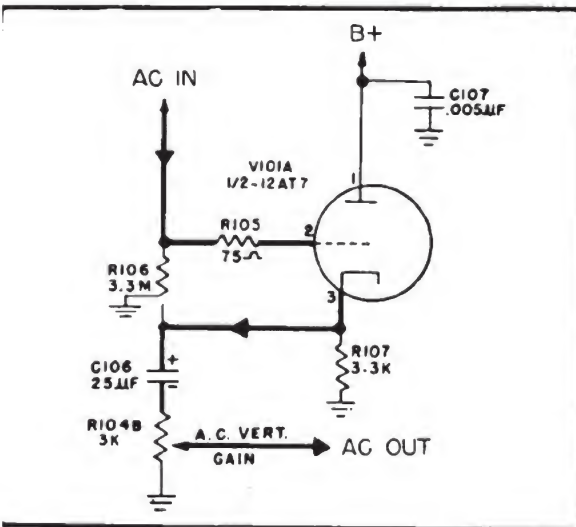 B+
AC IN
C107
.005µF
V101A
1/2-12AT7
1
R105
2
75Ω
R106
3.3M
3
C106
25µF
+
-
R107
3.3K
R104B
3K
A.C. VERT.
GAIN
AC OUT